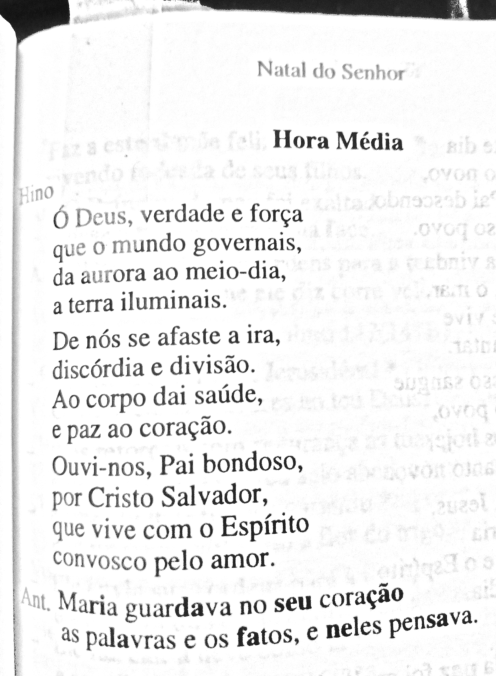 Natal do Senhor
Hora Média
Hino
Ó Deus, verdade e força
que o mundo governais,
da aurora ao meio-dia,
a terra iluminais.
De nós se afaste a ira,
discórdia e divisão.
Ao corpo dai saúde,
e paz ao coração.
Ouvi-nos, Pai bondoso,
por Cristo Salvador,
que vive com o Espírito
convosco pelo amor.
Ant. Maria guardava no seu coração
as palavras e os fatos, e neles pensava.